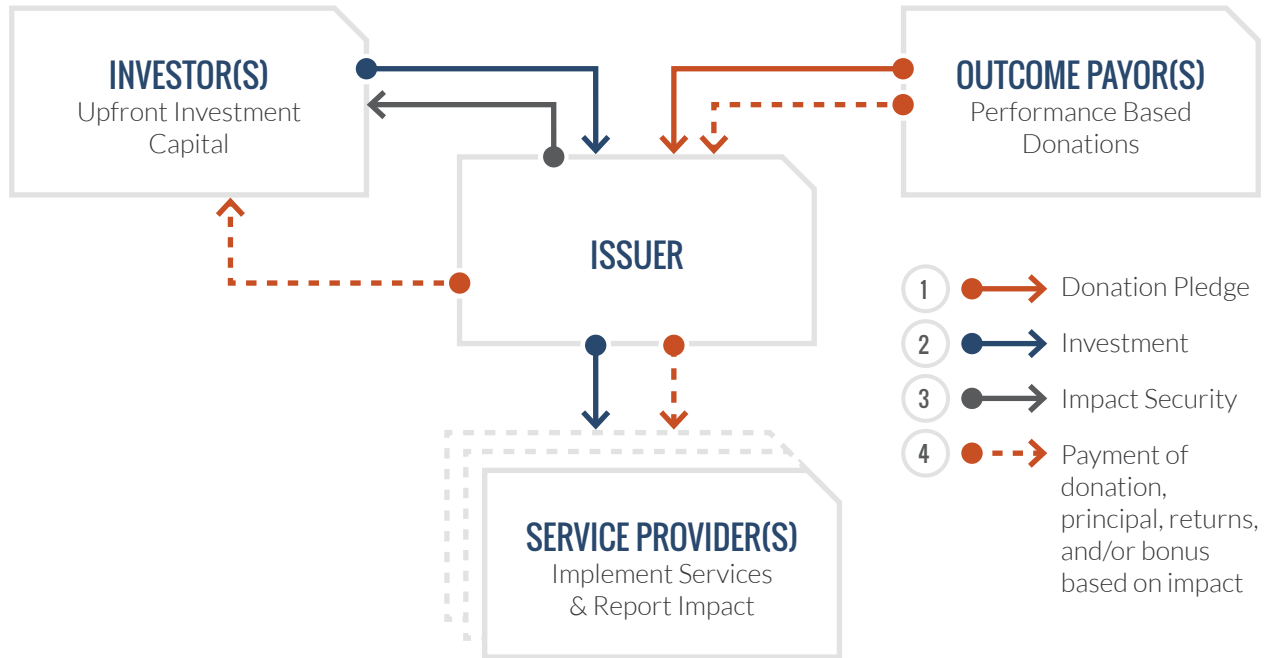 INVESTOR(S)
Upfront Investment
Capital
OUTCOME PAYOR(S)
Performance Based
Donations
ISSUER
1 Donation Pledge
2 Investment
3 Impact Security
4 Payment of
donation,
principal, returns,
and/or bonus
based on impact
SERVICE PROVIDER(S)
Implement Services
& Report Impact